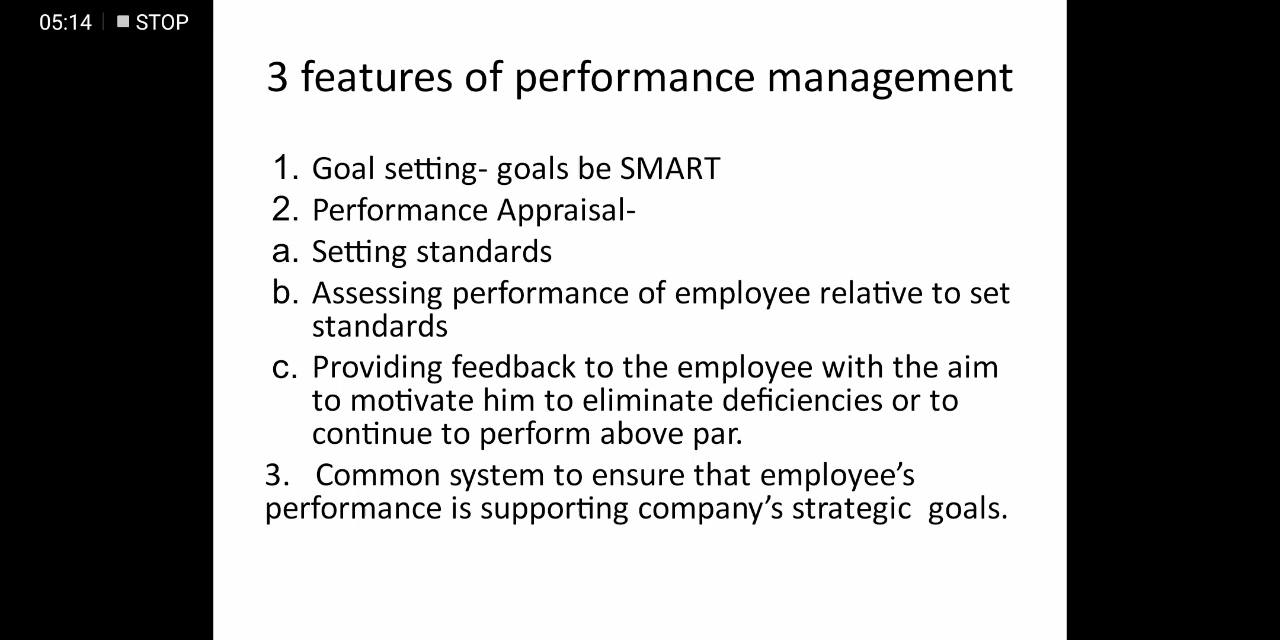 05:14 STOP
3 features of performance management
1. Goal setting- goals be SMART
2. Performance Appraisal-
a. Setting standards
b. Assessing performance of employee relative to set
standards
c. Providing feedback to the employee with the aim
to motivate him to eliminate deficiencies or to
continue to perform above par.
3. Common system to ensure that employee’s
performance is supporting company’s strategic goals.